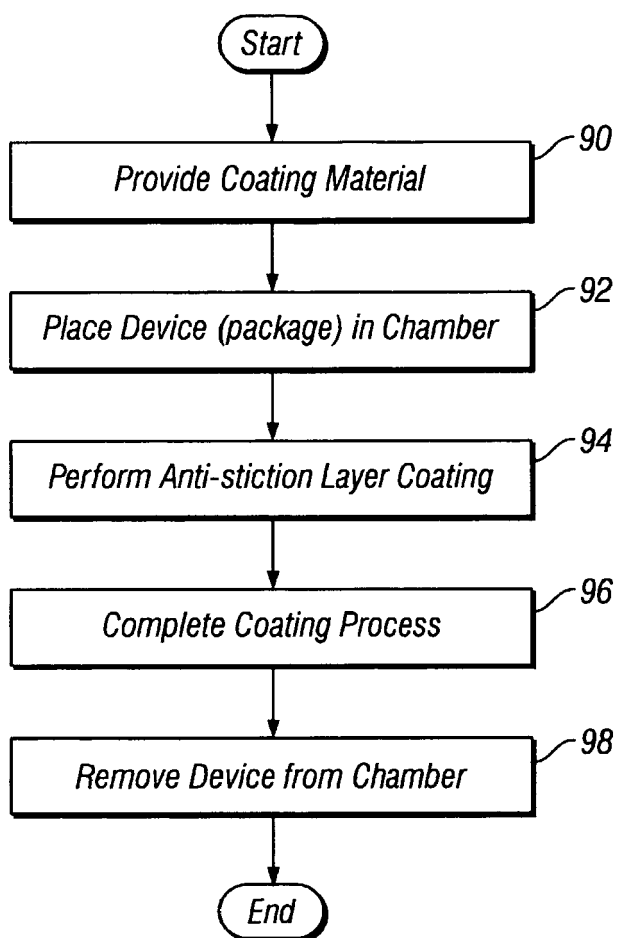 Start
Provide Coating Material
90
Place Device (package) in Chamber
92
Perform Anti-stiction Layer Coating
94
Complete Coating Process
96
Remove Device from Chamber
98
End